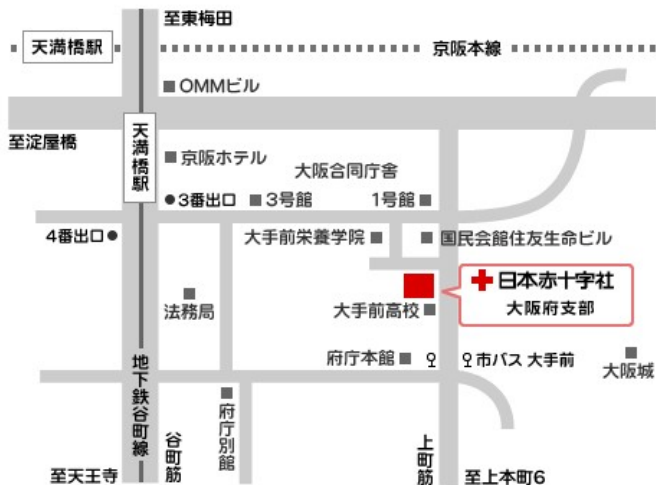 至東梅田
天満橋駅
京阪本線
OMMビル
至淀屋橋
天満橋駅
京阪ホテル
大阪合同庁舎
3番出口
3号館
1号館
4番出口
大手前栄養学院
国民会館住友生命ビル
日本赤十字社
大阪府支部
法務局
大手前高校
府庁本館
市バス 大手前
大阪城
地下鉄谷町線
府庁別館
谷町筋
上町筋
至天王寺
至上本町6